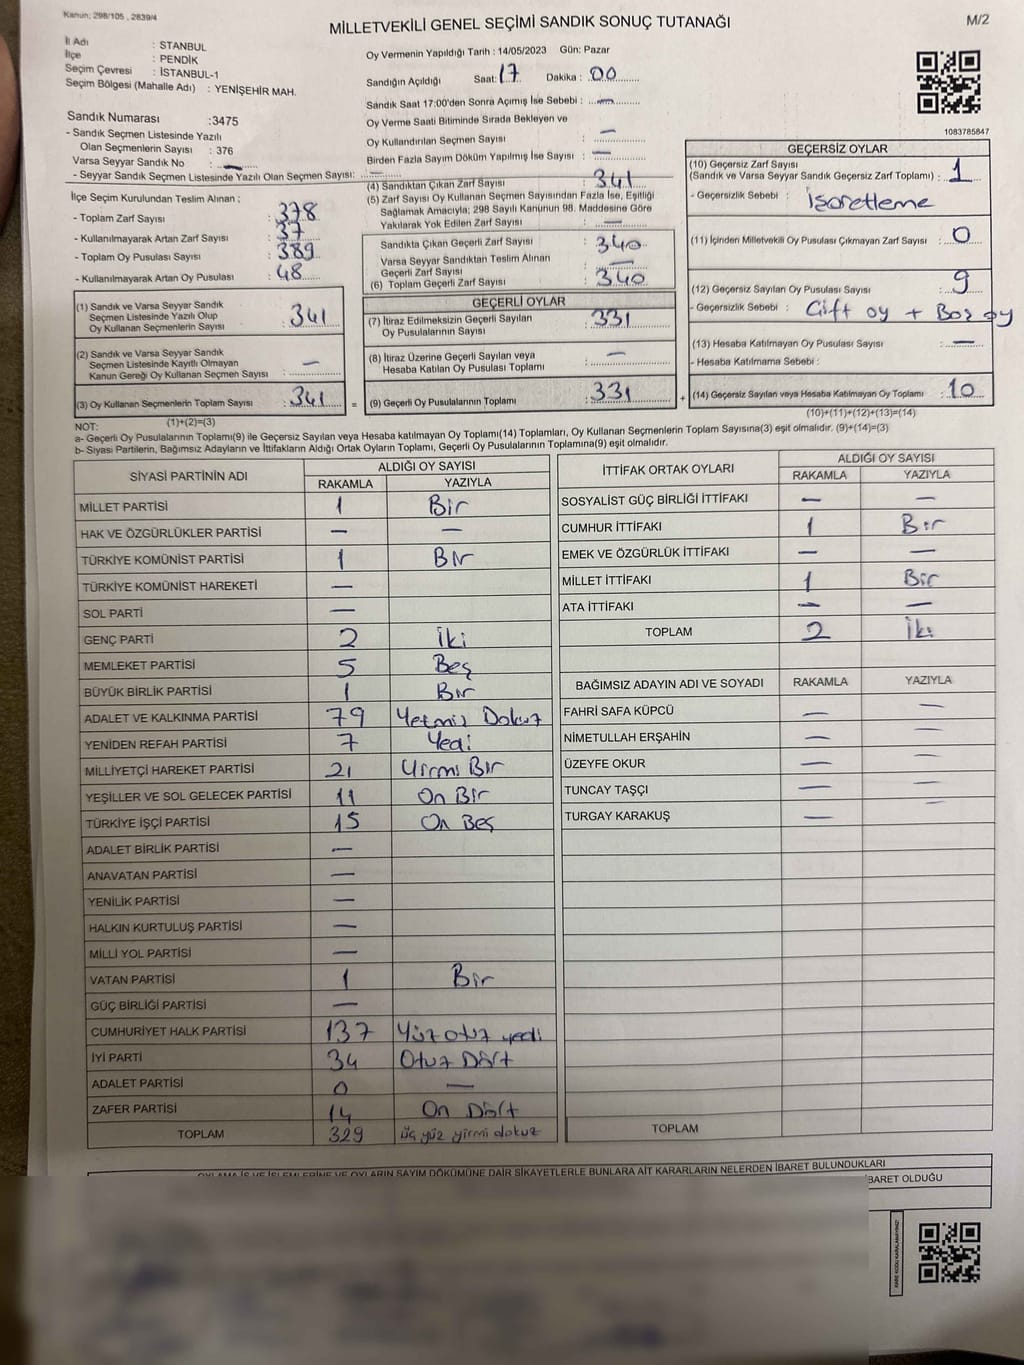 Kanun: 298/105 , 2839/4
MİLLETVEKİLİ GENEL SEÇİMİ SANDIK SONUÇ TUTANAĞI
M/2
İl Adı : STANBUL
İlçe : PENDİK
Seçim Çevresi : İSTANBUL-1
Seçim Bölgesi (Mahalle Adı) : YENİŞEHİR MAH.
Oy Vermenin Yapıldığı Tarih : 14/05/2023 Gün: Pazar
Sandığın Açıldığı Saat: 17 Dakika : 00
Sandık Saat 17:00'den Sonra Açımış İse Sebebi : —
Oy Verme Saati Bitiminde Sırada Bekleyen ve
Oy Kullandırılan Seçmen Sayısı : —
Birden Fazla Sayım Döküm Yapılmış İse Sayısı : —
1083785847
Sandık Numarası :3475
- Sandık Seçmen Listesinde Yazılı
Olan Seçmenlerin Sayısı : 376
Varsa Seyyar Sandık No : —
- Seyyar Sandık Seçmen Listesinde Yazılı Olan Seçmen Sayısı: —
İlçe Seçim Kurulundan Teslim Alınan ;
- Toplam Zarf Sayısı : 378
- Kullanılmayarak Artan Zarf Sayısı : 37
- Toplam Oy Pusulası Sayısı : 389
- Kullanılmayarak Artan Oy Pusulası : 48
(1) Sandık ve Varsa Seyyar Sandık
Seçmen Listesinde Yazılı Olup
Oy Kullanan Seçmenlerin Sayısı : 341
(2) Sandık ve Varsa Seyyar Sandık
Seçmen Listesinde Kayıtlı Olmayan
Kanun Gereği Oy Kullanan Seçmen Sayısı : —
(3) Oy Kullanan Seçmenlerin Toplam Sayısı : 341
(1)+(2)=(3)
(4) Sandıktan Çıkan Zarf Sayısı : 341
(5) Zarf Sayısı Oy Kullanan Seçmen Sayısından Fazla İse, Eşitliği
Sağlamak Amacıyla; 298 Sayılı Kanunun 98. Maddesine Göre
Yakılarak Yok Edilen Zarf Sayısı : —
Sandıkta Çıkan Geçerli Zarf Sayısı : 340
Varsa Seyyar Sandıktan Teslim Alınan
Geçerli Zarf Sayısı : —
(6) Toplam Geçerli Zarf Sayısı : 340
GEÇERLİ OYLAR
(7) İtiraz Edilmeksizin Geçerli Sayılan
Oy Pusulalarının Sayısı : 331
(8) İtiraz Üzerine Geçerli Sayılan veya
Hesaba Katılan Oy Pusulası Toplamı : —
= (9) Geçerli Oy Pusulalarının Toplamı : 331
GEÇERSİZ OYLAR
(10) Geçersiz Zarf Sayısı
(Sandık ve Varsa Seyyar Sandık Geçersiz Zarf Toplamı) : 1
- Geçersizlik Sebebi : İşaretleme
(11) İçinden Milletvekili Oy Pusulası Çıkmayan Zarf Sayısı : 0
(12) Geçersiz Sayılan Oy Pusulası Sayısı : 9
- Geçersizlik Sebebi : Çift oy + Boş oy
(13) Hesaba Katılmayan Oy Pusulası Sayısı : —
- Hesaba Katılmama Sebebi :
+ (14) Geçersiz Sayılan veya Hesaba Katılmayan Oy Toplamı : 10
(10)+(11)+(12)+(13)=(14)
NOT:
a- Geçerli Oy Pusulalarının Toplamı(9) ile Geçersiz Sayılan veya Hesaba katılmayan Oy Toplamı(14) Toplamları, Oy Kullanan Seçmenlerin Toplam Sayısına(3) eşit olmalıdır. (9)+(14)=(3)
b- Siyasi Partilerin, Bağımsız Adayların ve İttifakların Aldığı Ortak Oyların Toplamı, Geçerli Oy Pusulalarının Toplamına(9) eşit olmalıdır.
SİYASİ PARTİNİN ADI ALDIĞI OY SAYISI
RAKAMLA YAZIYLA
MİLLET PARTİSİ 1 Bir
HAK VE ÖZGÜRLÜKLER PARTİSİ — —
TÜRKİYE KOMÜNİST PARTİSİ 1 Bir
TÜRKİYE KOMÜNİST HAREKETİ —
SOL PARTİ —
GENÇ PARTİ 2 İki
MEMLEKET PARTİSİ 5 Beş
BÜYÜK BİRLİK PARTİSİ 1 Bir
ADALET VE KALKINMA PARTİSİ 79 Yetmiş Dokuz
YENİDEN REFAH PARTİSİ 7 Yedi
MİLLİYETÇİ HAREKET PARTİSİ 21 Yirmi Bir
YEŞİLLER VE SOL GELECEK PARTİSİ 11 On Bir
TÜRKİYE İŞÇİ PARTİSİ 15 On Beş
ADALET BİRLİK PARTİSİ —
ANAVATAN PARTİSİ —
YENİLİK PARTİSİ —
HALKIN KURTULUŞ PARTİSİ —
MİLLİ YOL PARTİSİ —
VATAN PARTİSİ 1 Bir
GÜÇ BİRLİĞİ PARTİSİ —
CUMHURİYET HALK PARTİSİ 137 Yüz otuz yedi
İYİ PARTİ 34 Otuz Dört
ADALET PARTİSİ 0 —
ZAFER PARTİSİ 14 On Dört
TOPLAM 329 üç yüz yirmi dokuz
İTTİFAK ORTAK OYLARI ALDIĞI OY SAYISI
RAKAMLA YAZIYLA
SOSYALİST GÜÇ BİRLİĞİ İTTİFAKI — —
CUMHUR İTTİFAKI 1 Bir
EMEK VE ÖZGÜRLÜK İTTİFAKI — —
MİLLET İTTİFAKI 1 Bir
ATA İTTİFAKI — —
TOPLAM 2 İki
BAĞIMSIZ ADAYIN ADI VE SOYADI RAKAMLA YAZIYLA
FAHRİ SAFA KÜPCÜ — —
NİMETULLAH ERŞAHİN — —
ÜZEYFE OKUR — —
TUNCAY TAŞÇI — —
TURGAY KARAKUŞ — —
TOPLAM
OYLAMA İŞ VE İŞLEMLERİNE VE OYLARIN SAYIM DÖKÜMÜNE DAİR ŞİKAYETLERLE BUNLARA AİT KARARLARIN NELERDEN İBARET BULUNDUKLARI
BARET OLDUĞU